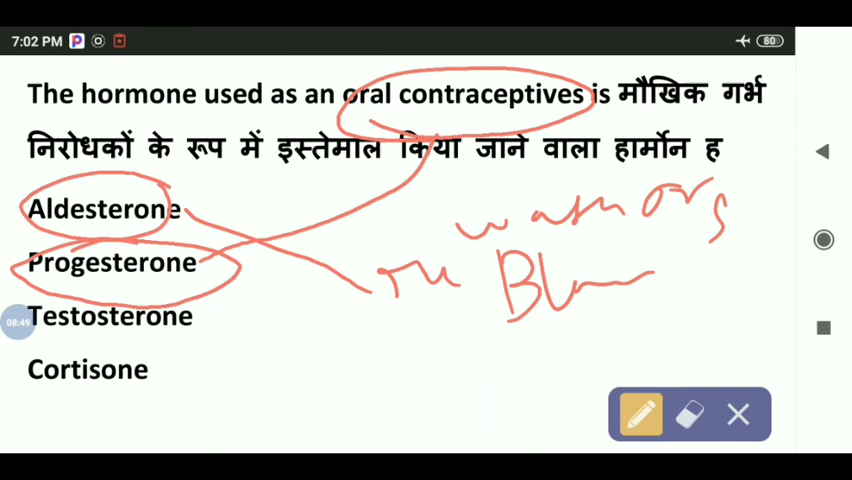 7:02 PM
80
The hormone used as an oral contraceptives is मौखिक गर्भ
निरोधकों के रूप में इस्तेमाल किया जाने वाला हार्मोन ह
Aldesterone
Progesterone
08:49
Testosterone
Cortisone